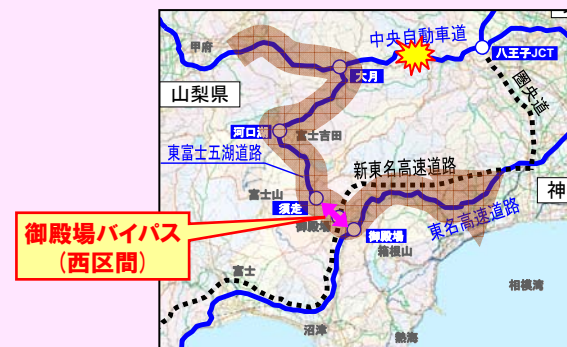 中央自動車道
八王子JCT
甲府
大月
山梨県
圏央道
河口湖
富士吉田
東富士五湖道路
新東名高速道路
神
富士山
須走
御殿場
御殿場
東名高速道路
御殿場バイパス
(西区間)
箱根山
富士
相模湾
沼津
熱海